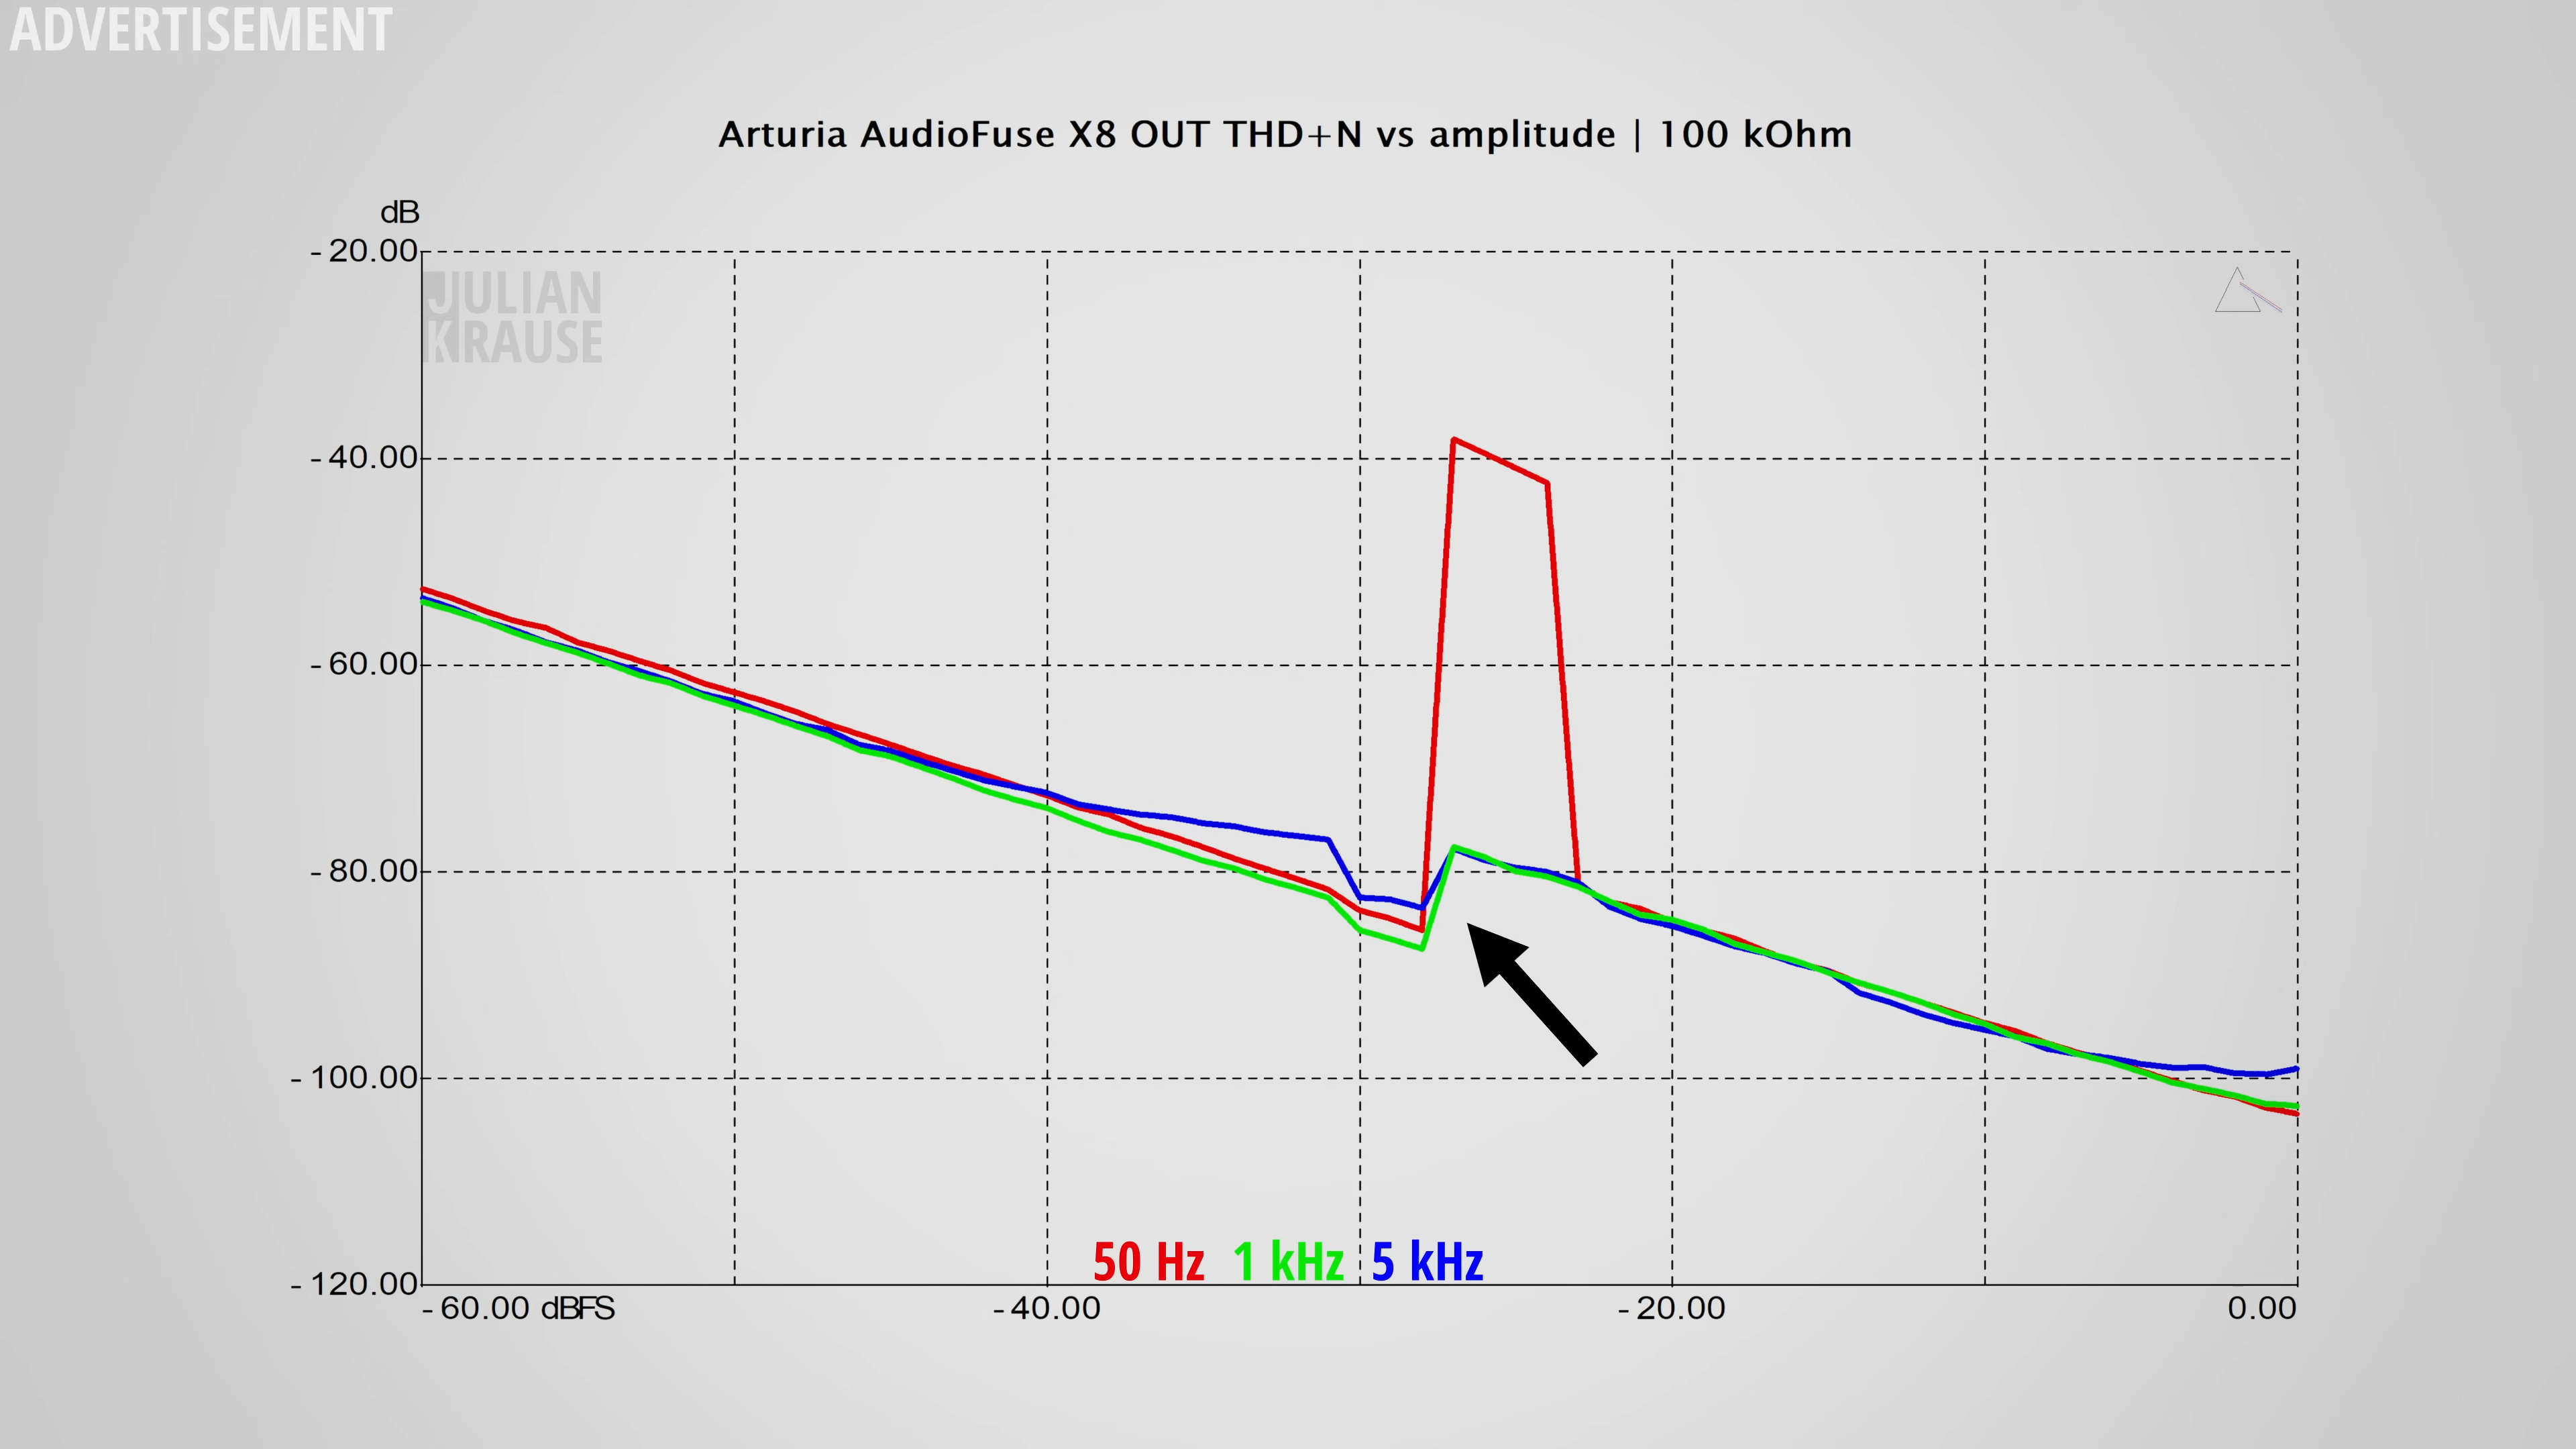 ADVERTISEMENT
Arturia AudioFuse X8 OUT THD+N vs amplitude | 100 kOhm
dB
-20.00
JULIAN
KRAUSE
-40.00
-60.00
-80.00
-100.00
-120.00
50 Hz 1 kHz 5 kHz
-60.00 dBFS -40.00 -20.00 0.00